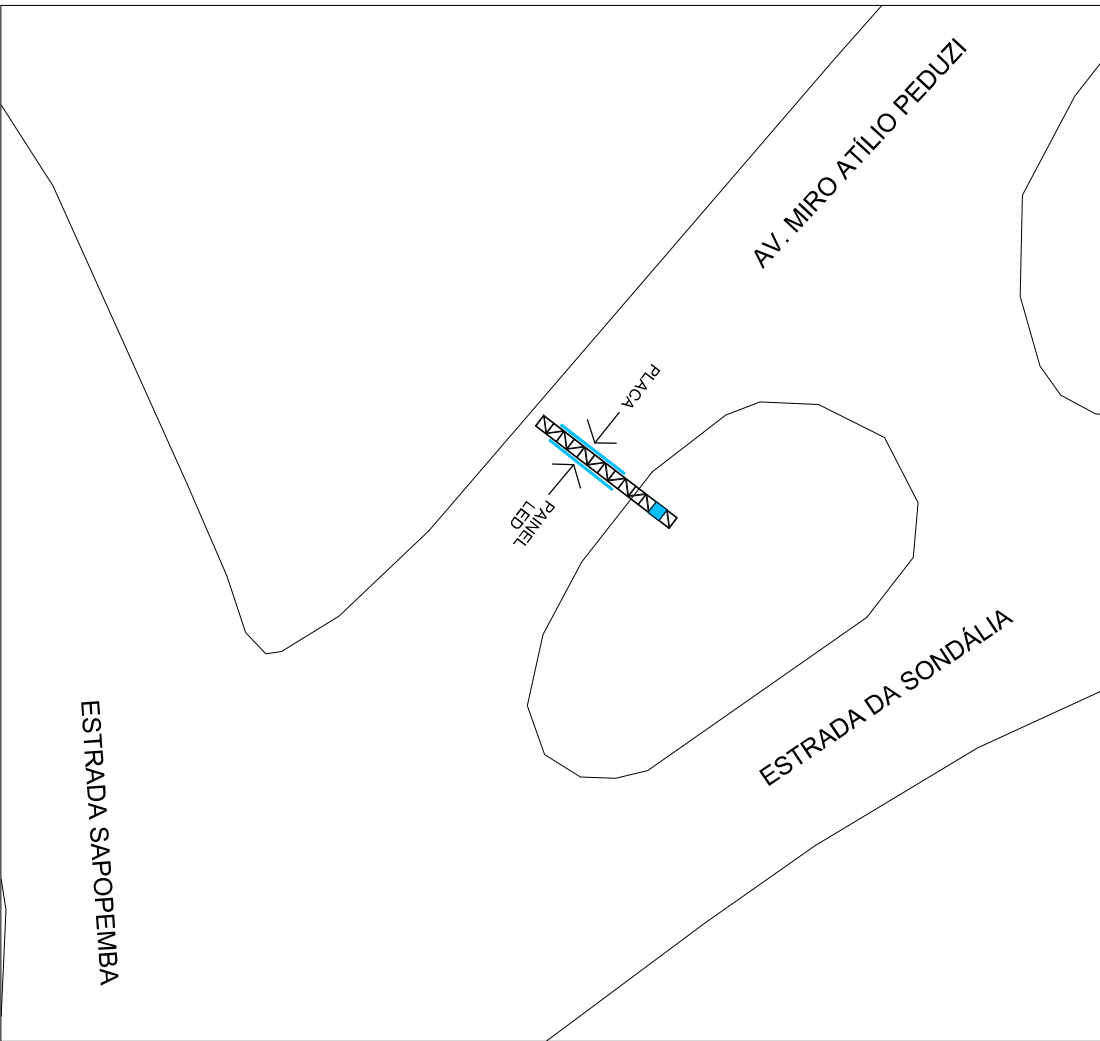 AV. MIRO ATÍLIO PEDUZI
PLACA
PAINEL
LED
ESTRADA DA SONDÁLIA
ESTRADA SAPOPEMBA